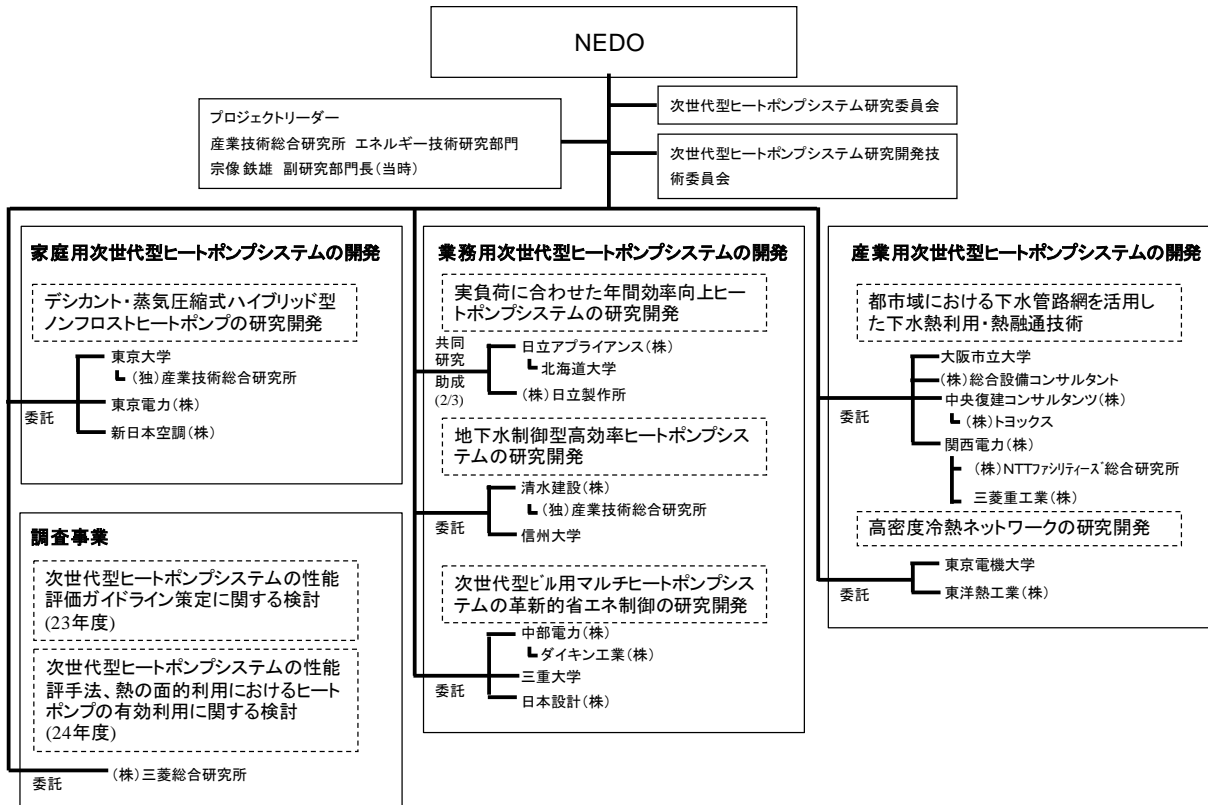 NEDO
プロジェクトリーダー
産業技術総合研究所 エネルギー技術研究部門
宗像 鉄雄 副研究部門長(当時)
次世代型ヒートポンプシステム研究委員会
次世代型ヒートポンプシステム研究開発技
術委員会
家庭用次世代型ヒートポンプシステムの開発
デシカント・蒸気圧縮式ハイブリッド型
ノンフロストヒートポンプの研究開発
東京大学
(独)産業技術総合研究所
東京電力(株)
委託
新日本空調(株)
調査事業
次世代型ヒートポンプシステムの性能
評価ガイドライン策定に関する検討
(23年度)
次世代型ヒートポンプシステムの性能
評手法、熱の面的利用におけるヒート
ポンプの有効利用に関する検討
(24年度)
(株)三菱総合研究所
委託
業務用次世代型ヒートポンプシステムの開発
実負荷に合わせた年間効率向上ヒー
トポンプシステムの研究開発
共同
研究
日立アプライアンス(株)
北海道大学
助成
(2/3)
(株)日立製作所
地下水制御型高効率ヒートポンプシス
テムの研究開発
清水建設(株)
(独)産業技術総合研究所
委託
信州大学
次世代型ビル用マルチヒートポンプシス
テムの革新的省エネ制御の研究開発
中部電力(株)
ダイキン工業(株)
三重大学
委託
日本設計(株)
産業用次世代型ヒートポンプシステムの開発
都市域における下水管路網を活用し
た下水熱利用・熱融通技術
大阪市立大学
(株)総合設備コンサルタント
中央復建コンサルタンツ(株)
(株)トヨックス
委託
関西電力(株)
(株)NTTファシリティーズ総合研究所
三菱重工業(株)
高密度冷熱ネットワークの研究開発
東京電機大学
委託
東洋熱工業(株)